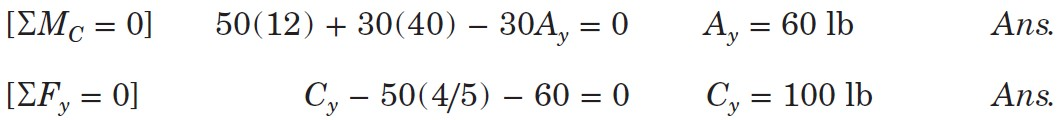 [ΣM_C = 0] 50(12) + 30(40) − 30A_y = 0 A_y = 60 lb Ans.
[ΣF_y = 0] C_y − 50(4/5) − 60 = 0 C_y = 100 lb Ans.